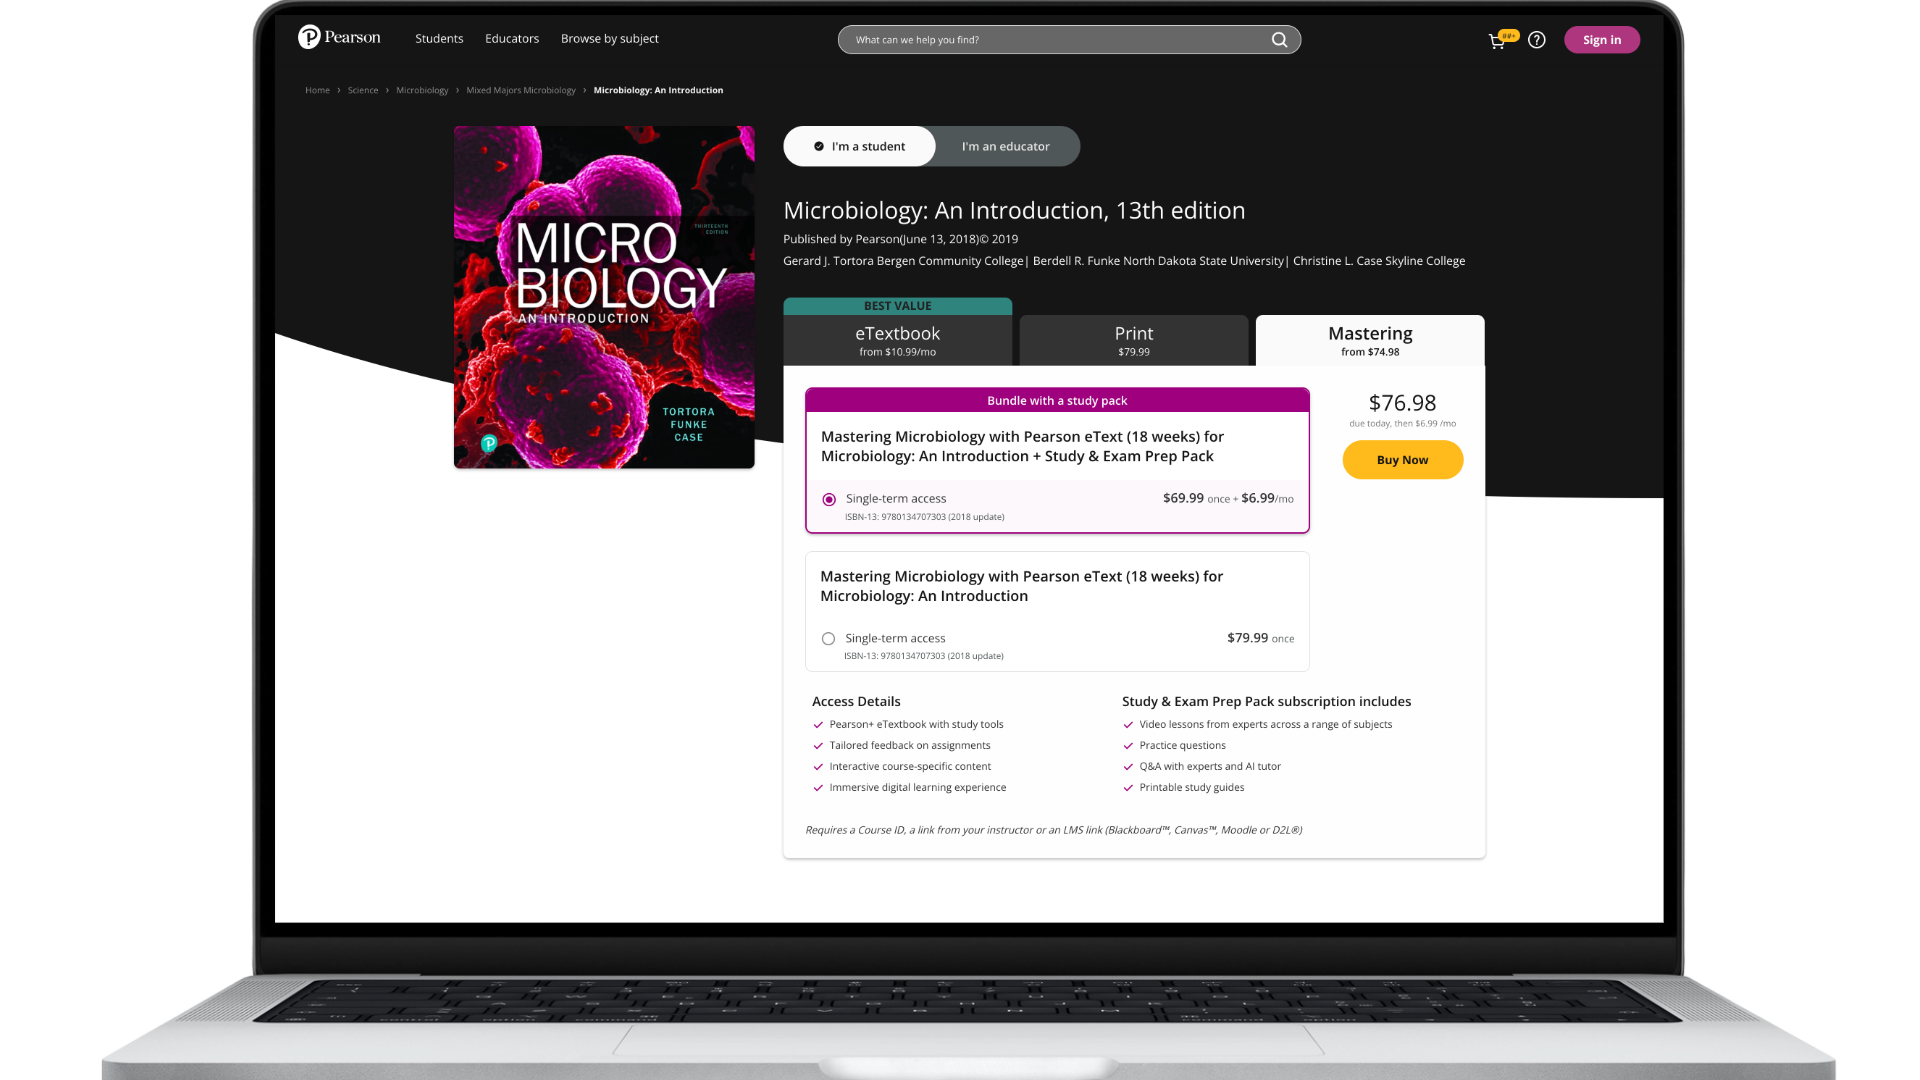 Pearson
Students
Educators
Browse by subject
What can we help you find?
##+
?
Sign in
Home › Science › Microbiology › Mixed Majors Microbiology › Microbiology: An Introduction
MICRO
BIOLOGY
AN INTRODUCTION
THIRTEENTH
EDITION
TORTORA
FUNKE
CASE
I'm a student
I'm an educator
Microbiology: An Introduction, 13th edition
Published by Pearson(June 13, 2018)© 2019
Gerard J. Tortora Bergen Community College| Berdell R. Funke North Dakota State University| Christine L. Case Skyline College
BEST VALUE
eTextbook
from $10.99/mo
Print
$79.99
Mastering
from $74.98
Bundle with a study pack
Mastering Microbiology with Pearson eText (18 weeks) for
Microbiology: An Introduction + Study & Exam Prep Pack
Single-term access
$69.99 once + $6.99/mo
ISBN-13: 9780134707303 (2018 update)
$76.98
due today, then $6.99 /mo
Buy Now
Mastering Microbiology with Pearson eText (18 weeks) for
Microbiology: An Introduction
Single-term access
$79.99 once
ISBN-13: 9780134707303 (2018 update)
Access Details
Pearson+ eTextbook with study tools
Tailored feedback on assignments
Interactive course-specific content
Immersive digital learning experience
Study & Exam Prep Pack subscription includes
Video lessons from experts across a range of subjects
Practice questions
Q&A with experts and AI tutor
Printable study guides
Requires a Course ID, a link from your instructor or an LMS link (Blackboard™, Canvas™, Moodle or D2L®)